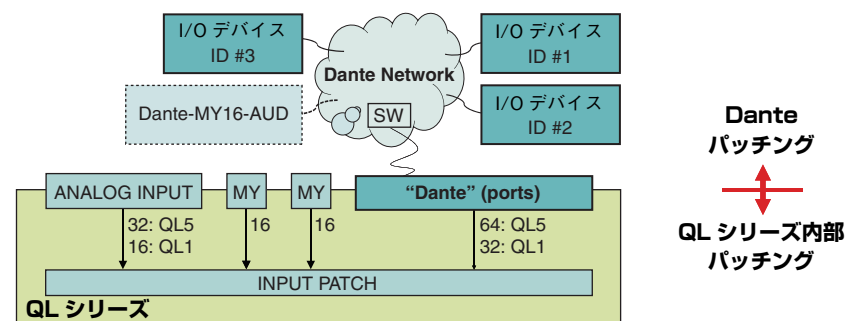 I/O デバイス
ID #3
Dante Network
I/O デバイス
ID #1
Dante-MY16-AUD
SW
I/O デバイス
ID #2
Dante
パッチング
ANALOG INPUT
MY
MY
“Dante” (ports)
32: QL5
16: QL1
16
16
64: QL5
32: QL1
QL シリーズ内部
パッチング
INPUT PATCH
QL シリーズ